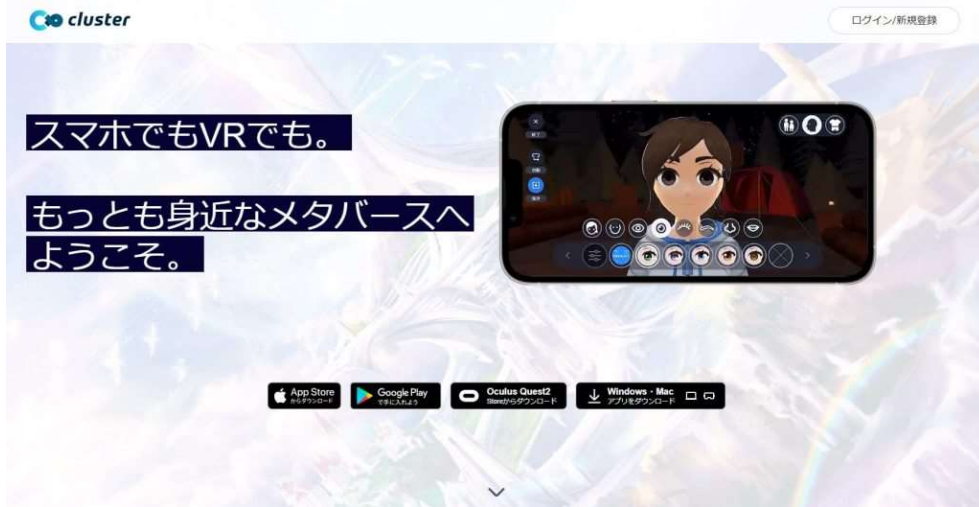 cluster
ログイン/新規登録
スマホでもVRでも。
もっとも身近なメタバースへ
ようこそ。
App Store
からダウンロード
Google Play
で手に入れよう
Oculus Quest2
Storeからダウンロード
Windows・Mac
アプリをダウンロード